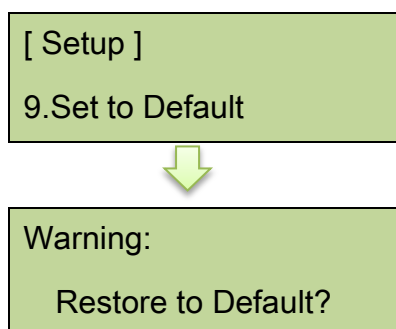 [ Setup ]
9.Set to Default
Warning:
Restore to Default?